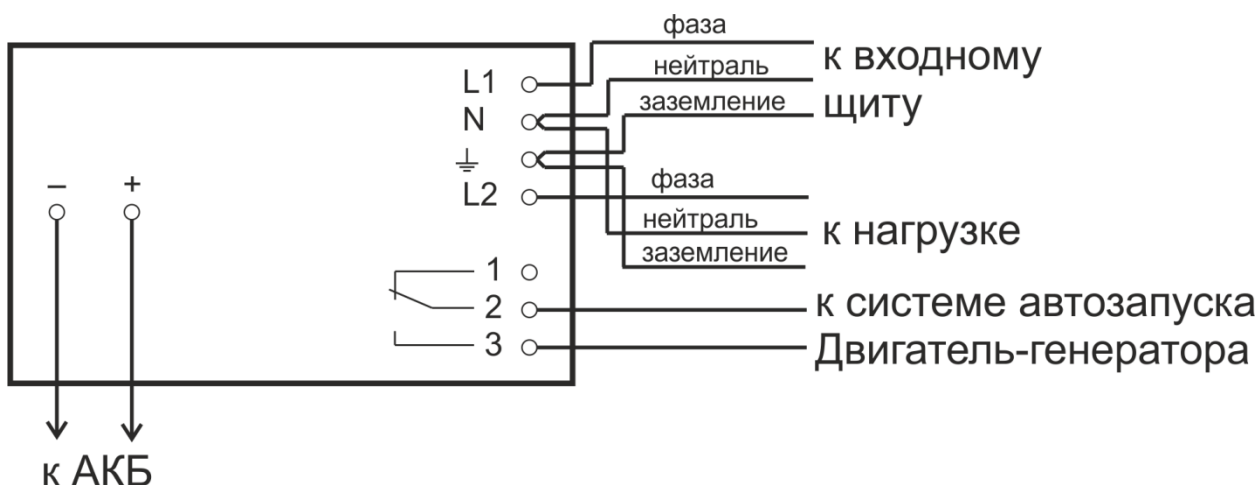 фаза
L1
к входному
нейтраль
N
заземление
щиту
фаза
L2
– +
нейтраль
к нагрузке
заземление
1
2
к системе автозапуска
3
Двигатель-генератора
к АКБ